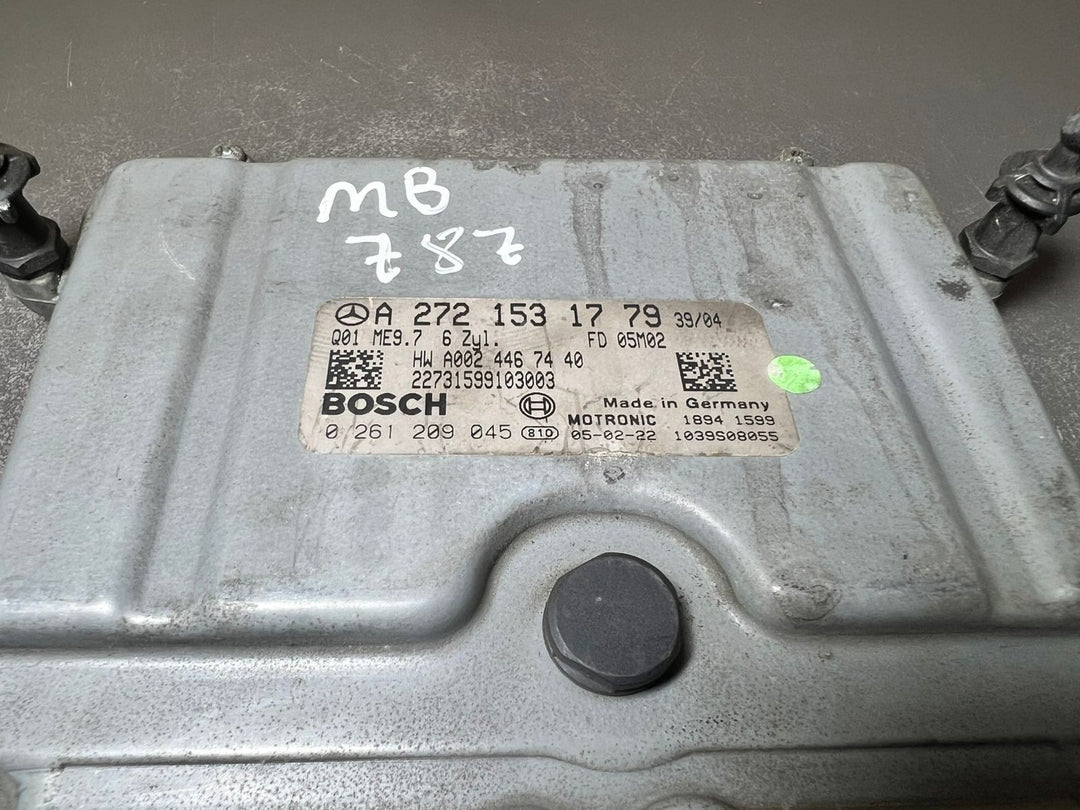 MB
787
A 272 153 17 79 39/04
Q01 ME9.7 6 Zyl. FD 05M02
HW A002 446 74 40
22731599103003
BOSCH
Made in Germany
MOTRONIC 1894 1599
0 261 209 045 810 05-02-22 1039S08055